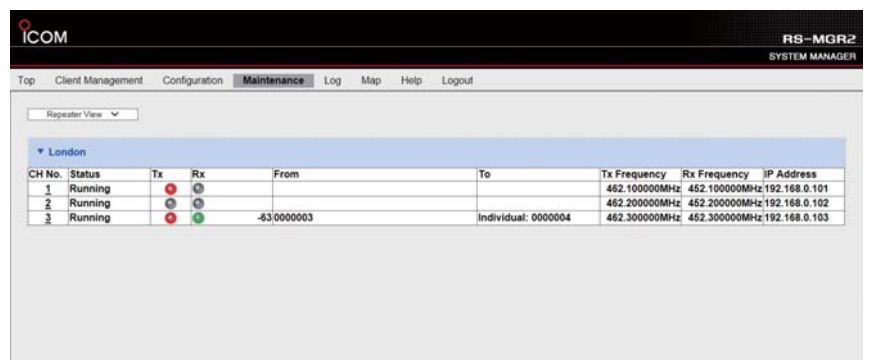 ICOM
RS-MGR2
SYSTEM MANAGER
Top Client Management Configuration Maintenance Log Map Help Logout
Repeater View
London
CH No. Status Tx Rx From To Tx Frequency Rx Frequency IP Address
1 Running 462.100000MHz 452.100000MHz 192.168.0.101
2 Running 462.200000MHz 452.200000MHz 192.168.0.102
3 Running -63 0000003 Individual: 0000004 462.300000MHz 452.300000MHz 192.168.0.103